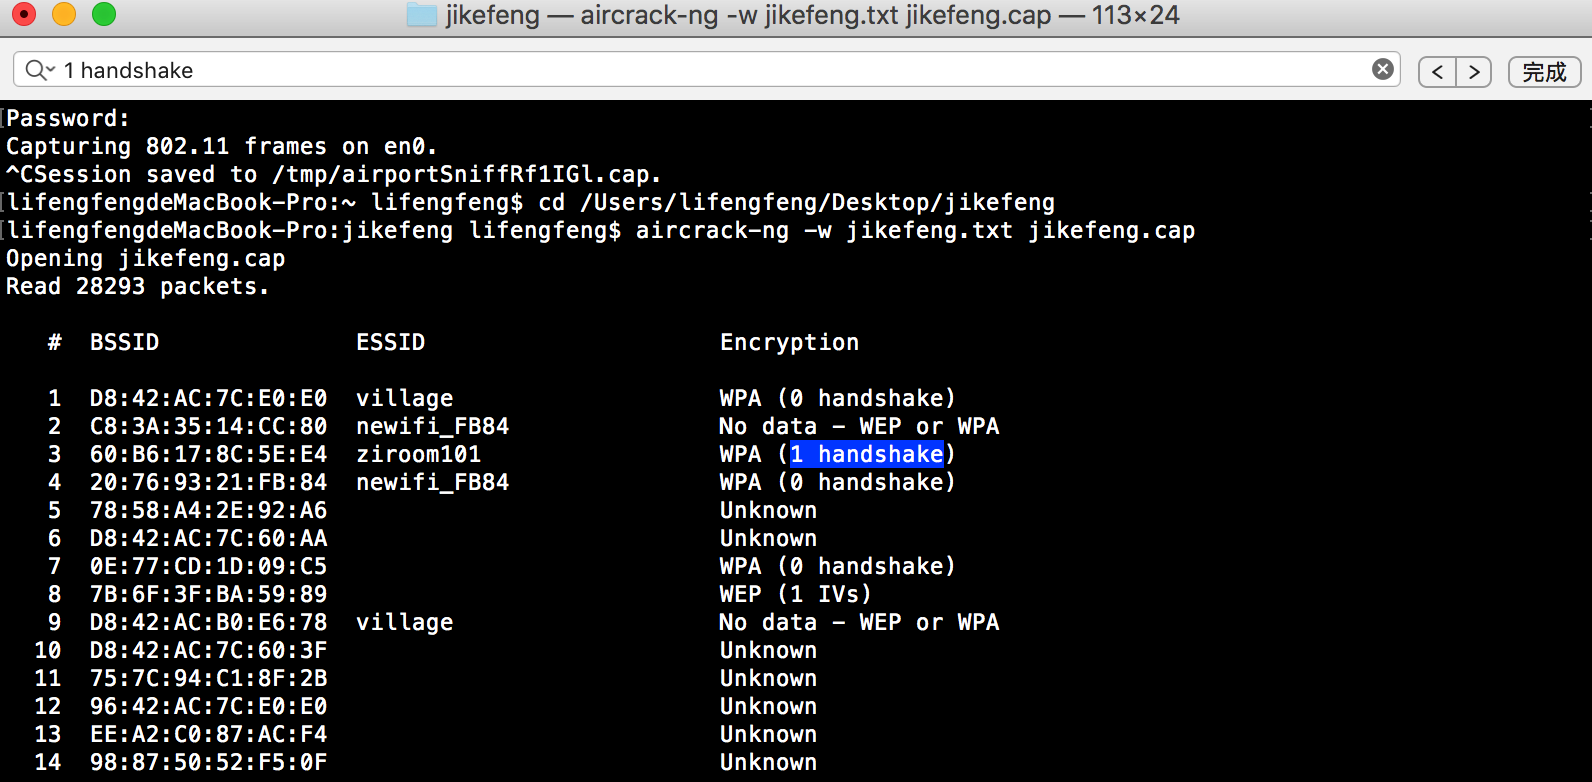 jikefeng — aircrack-ng -w jikefeng.txt jikefeng.cap — 113×24
1 handshake
完成
Password:
Capturing 802.11 frames on en0.
^CSession saved to /tmp/airportSniffRf1IGl.cap.
[lifengfengdeMacBook-Pro:~ lifengfeng$ cd /Users/lifengfeng/Desktop/jikefeng
[lifengfengdeMacBook-Pro:jikefeng lifengfeng$ aircrack-ng -w jikefeng.txt jikefeng.cap
Opening jikefeng.cap
Read 28293 packets.
# BSSID ESSID Encryption
1 D8:42:AC:7C:E0:E0 village WPA (0 handshake)
2 C8:3A:35:14:CC:80 newifi_FB84 No data - WEP or WPA
3 60:B6:17:8C:5E:E4 ziroom101 WPA (1 handshake)
4 20:76:93:21:FB:84 newifi_FB84 WPA (0 handshake)
5 78:58:A4:2E:92:A6 Unknown
6 D8:42:AC:7C:60:AA Unknown
7 0E:77:CD:1D:09:C5 WPA (0 handshake)
8 7B:6F:3F:BA:59:89 WEP (1 IVs)
9 D8:42:AC:B0:E6:78 village No data - WEP or WPA
10 D8:42:AC:7C:60:3F Unknown
11 75:7C:94:C1:8F:2B Unknown
12 96:42:AC:7C:E0:E0 Unknown
13 EE:A2:C0:87:AC:F4 Unknown
14 98:87:50:52:F5:0F Unknown